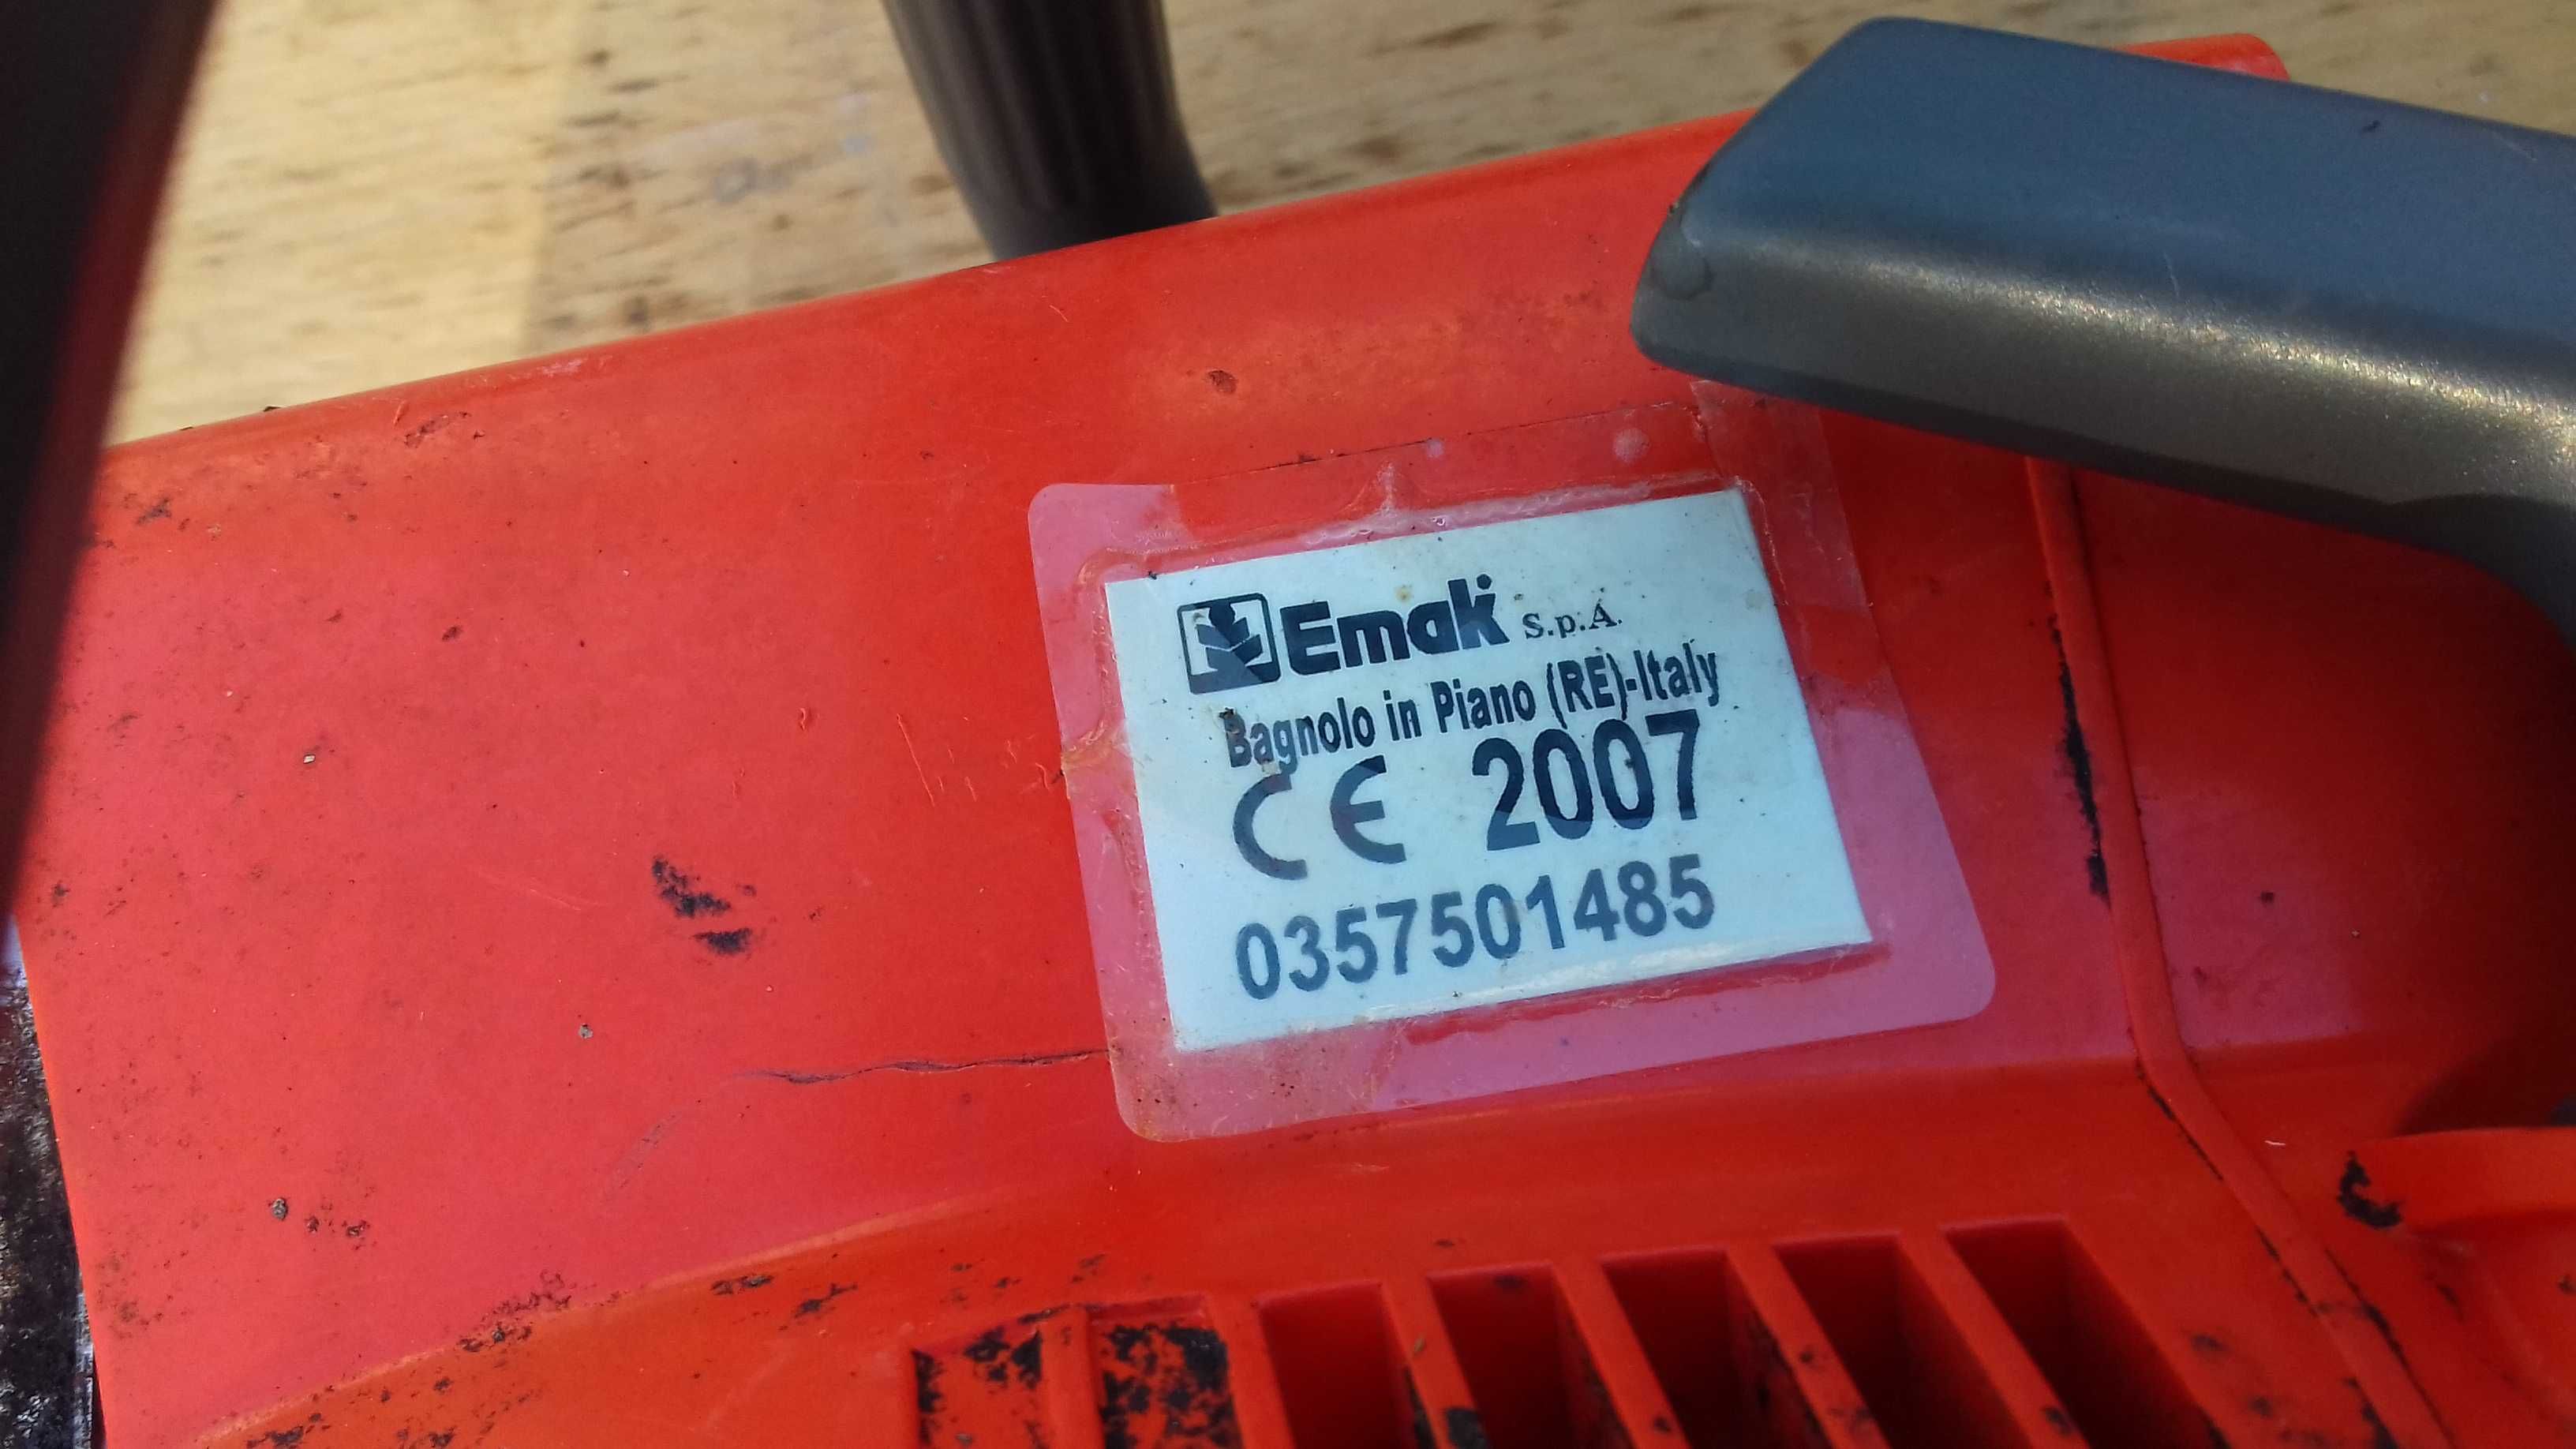 Emak S.p.A.
Bagnolo in Piano (RE)-Italy
CE 2007
0357501485